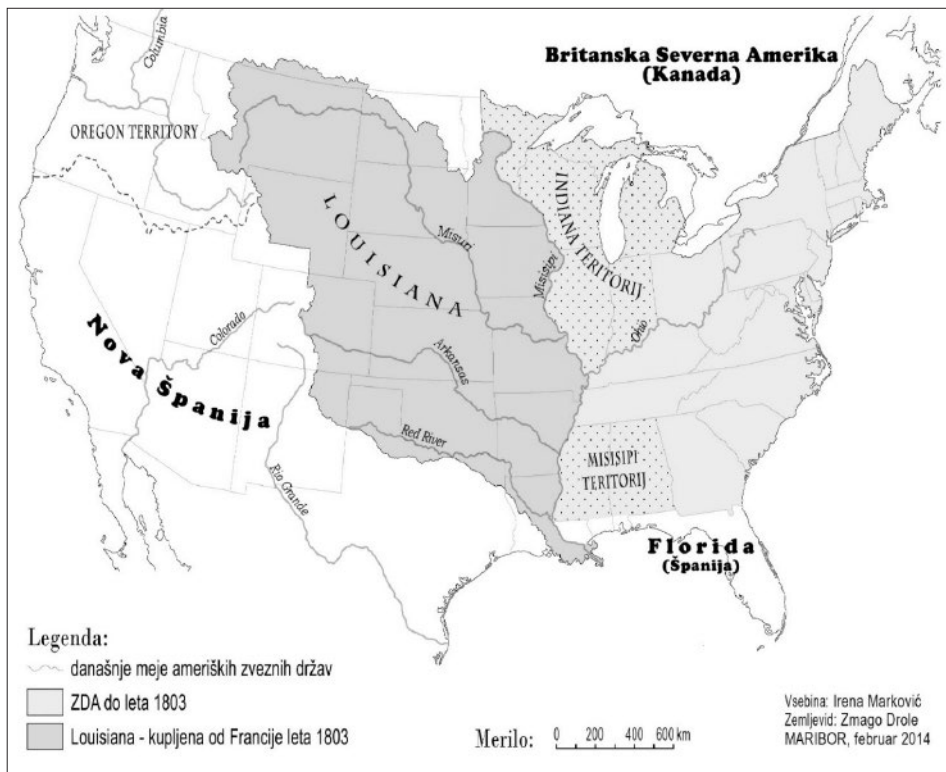 Columbia
Britanska Severna Amerika
(Kanada)
OREGON TERRITORY
INDIANA TERITORIJ
LOUISIANA
Misuri
Misisipi
Ohio
Colorado
Nova Španija
Arkansas
Red River
Rio Grande
MISISIPI
TERITORIJ
Florida
(Španija)
Legenda:
današnje meje ameriških zveznih držav
ZDA do leta 1803
Louisiana - kupljena od Francije leta 1803
Merilo: 0 200 400 600 km
Vsebina: Irena Marković
Zemljevid: Zmago Drole
MARIBOR, februar 2014